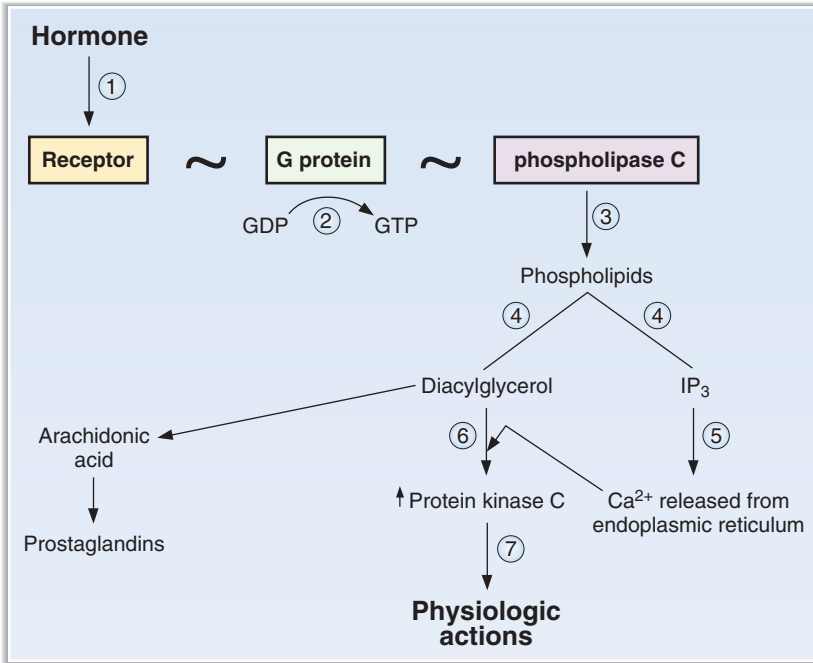 Hormone
①
Receptor ~ G protein ~ phospholipase C
GDP ② GTP
③
Phospholipids
④ ④
Diacylglycerol
IP₃
Arachidonic
acid
⑥
⑤
Protein kinase C
Ca²⁺ released from
endoplasmic reticulum
Prostaglandins
⑦
Physiologic
actions